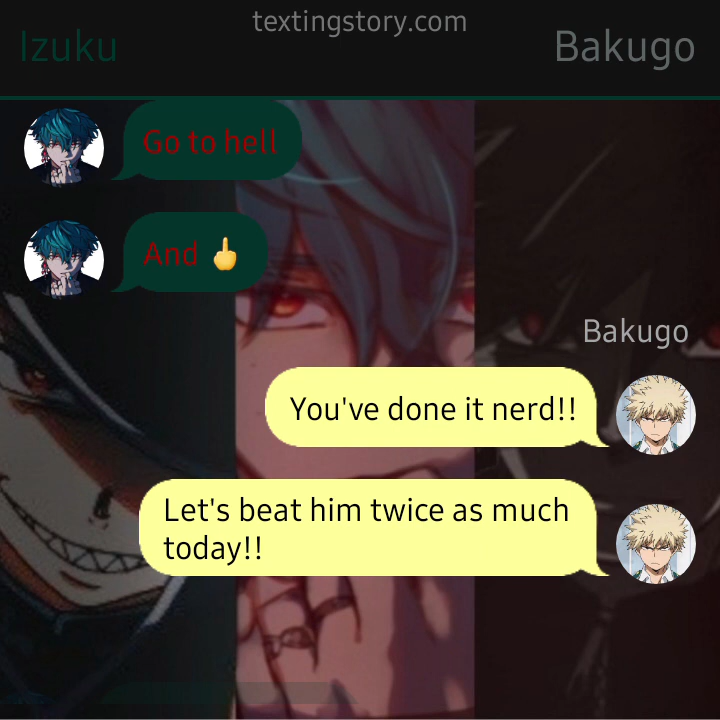 textingstory.com
Izuku
Bakugo
Go to hell
And 🖕
Bakugo
You've done it nerd!!
Let's beat him twice as much
today!!